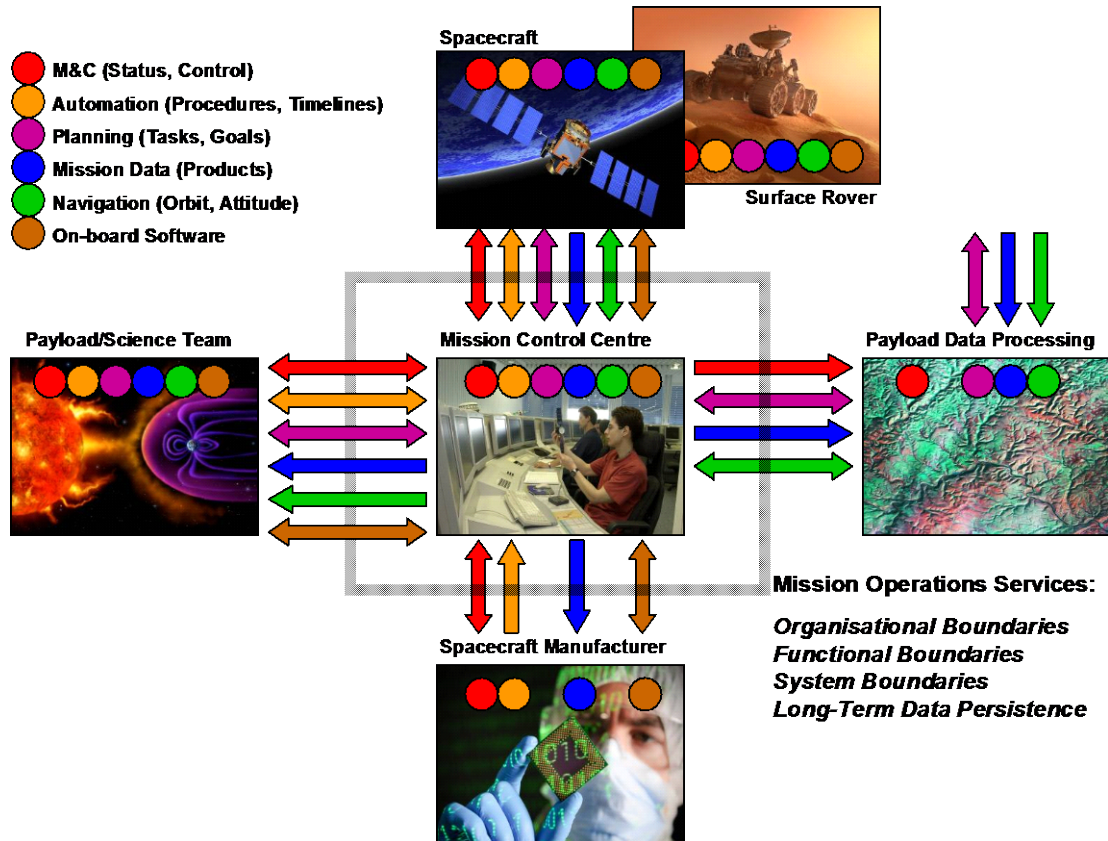 Spacecraft
M&C (Status, Control)
Automation (Procedures, Timelines)
Planning (Tasks, Goals)
Mission Data (Products)
Navigation (Orbit, Attitude)
On-board Software
Surface Rover
Payload/Science Team
Mission Control Centre
Payload Data Processing
Mission Operations Services:
Organisational Boundaries
Functional Boundaries
System Boundaries
Long-Term Data Persistence
Spacecraft Manufacturer
010